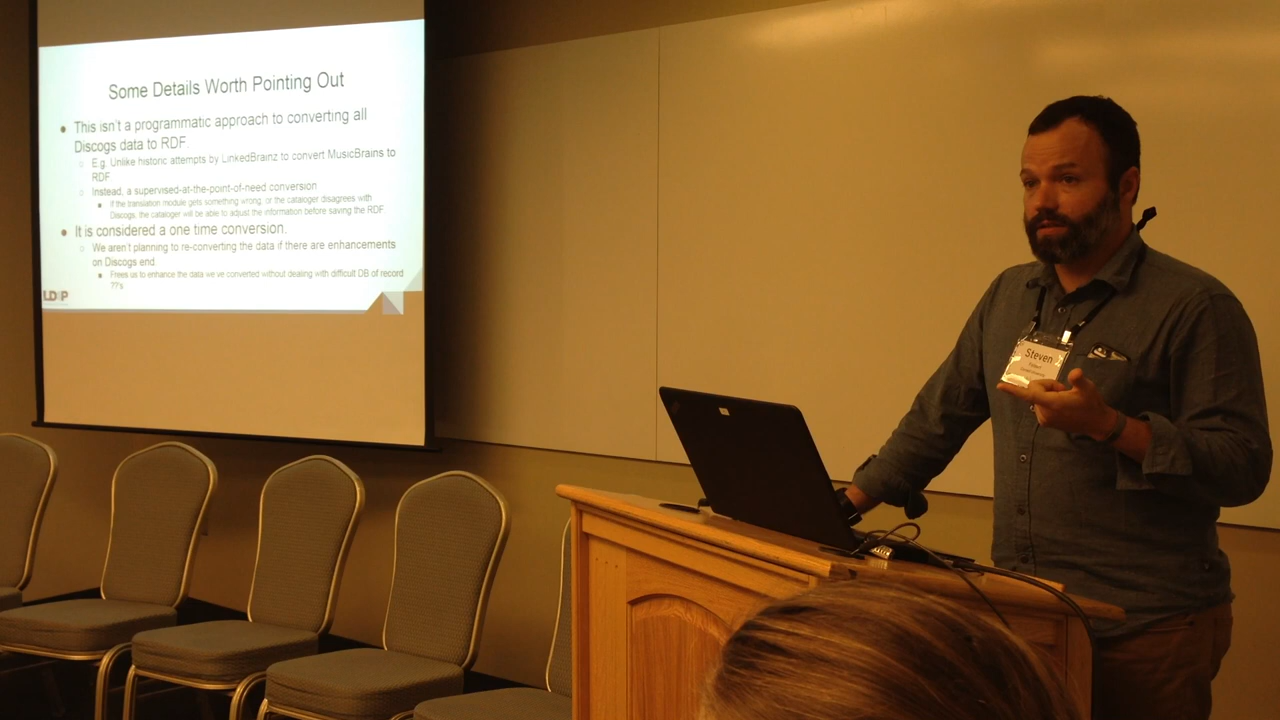 Some Details Worth Pointing Out
● This isn't a programmatic approach to converting all
Discogs data to RDF.
○ E.g. Unlike historic attempts by LinkedBrainz to convert MusicBrains to
RDF
○ Instead, a supervised-at-the-point-of-need conversion
■ If the translation module gets something wrong, or the cataloger disagrees with
Discogs, the cataloger will be able to adjust the information before saving the RDF
● It is considered a one time conversion.
○ We aren't planning to re-converting the data if there are enhancements
on Discogs end
■ Frees us to enhance the data we've converted without dealing with difficult DB of record
??'s
LD4P
Steven